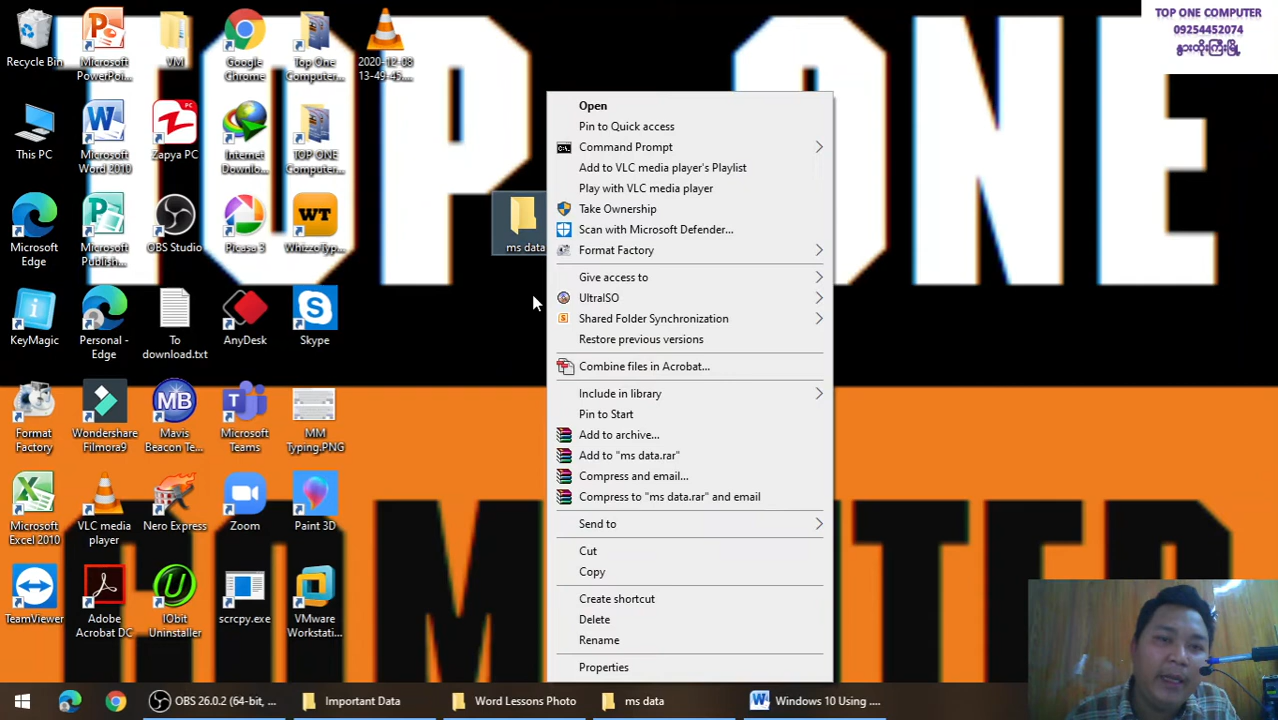 TOP ONE COMPUTER
09254452074
နွားထိုးကြီးမြို့
TOP ONE
COMPUTER
Recycle Bin
Microsoft
PowerPoi...
VM
Google
Chrome
Top One
Computer...
2020-12-08
13-49-45....
This PC
Microsoft
Word 2010
Zapya PC
Internet
Downlo...
TOP ONE
Computer...
Microsoft
Edge
Microsoft
Publish...
OBS Studio
Picasa 3
WhizzoTyp...
ms data
KeyMagic
Personal -
Edge
To
download.txt
AnyDesk
Skype
Format
Factory
Wondershare
Filmora9
Mavis
Beacon Te...
Microsoft
Teams
MM
Typing.PNG
Microsoft
Excel 2010
VLC media
player
Nero Express
Zoom
Paint 3D
TeamViewer
Adobe
Acrobat DC
IObit
Uninstaller
scrcpy.exe
VMware
Workstati...
Open
Pin to Quick access
Command Prompt
Add to VLC media player's Playlist
Play with VLC media player
Take Ownership
Scan with Microsoft Defender...
Format Factory
Give access to
UltraISO
Shared Folder Synchronization
Restore previous versions
Combine files in Acrobat...
Include in library
Pin to Start
Add to archive...
Add to "ms data.rar"
Compress and email...
Compress to "ms data.rar" and email
Send to
Cut
Copy
Create shortcut
Delete
Rename
Properties
OBS 26.0.2 (64-bit, ...
Important Data
Word Lessons Photo
ms data
Windows 10 Using ....